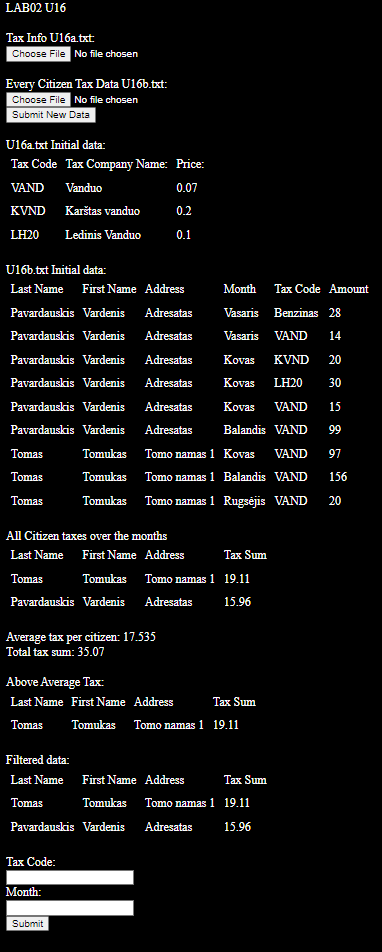 LAB02 U16
Tax Info U16a.txt:
Choose File No file chosen
Every Citizen Tax Data U16b.txt:
Choose File No file chosen
Submit New Data
U16a.txt Initial data:
Tax Code Tax Company Name: Price:
VAND Vanduo 0.07
KVND Karštas vanduo 0.2
LH20 Ledinis Vanduo 0.1
U16b.txt Initial data:
Last Name First Name Address Month Tax Code Amount
Pavardauskis Vardenis Adresatas Vasaris Benzinas 28
Pavardauskis Vardenis Adresatas Vasaris VAND 14
Pavardauskis Vardenis Adresatas Kovas KVND 20
Pavardauskis Vardenis Adresatas Kovas LH20 30
Pavardauskis Vardenis Adresatas Kovas VAND 15
Pavardauskis Vardenis Adresatas Balandis VAND 99
Tomas Tomukas Tomo namas 1 Kovas VAND 97
Tomas Tomukas Tomo namas 1 Balandis VAND 156
Tomas Tomukas Tomo namas 1 Rugsėjis VAND 20
All Citizen taxes over the months
Last Name First Name Address Tax Sum
Tomas Tomukas Tomo namas 1 19.11
Pavardauskis Vardenis Adresatas 15.96
Average tax per citizen: 17.535
Total tax sum: 35.07
Above Average Tax:
Last Name First Name Address Tax Sum
Tomas Tomukas Tomo namas 1 19.11
Filtered data:
Last Name First Name Address Tax Sum
Tomas Tomukas Tomo namas 1 19.11
Pavardauskis Vardenis Adresatas 15.96
Tax Code:
Month:
Submit